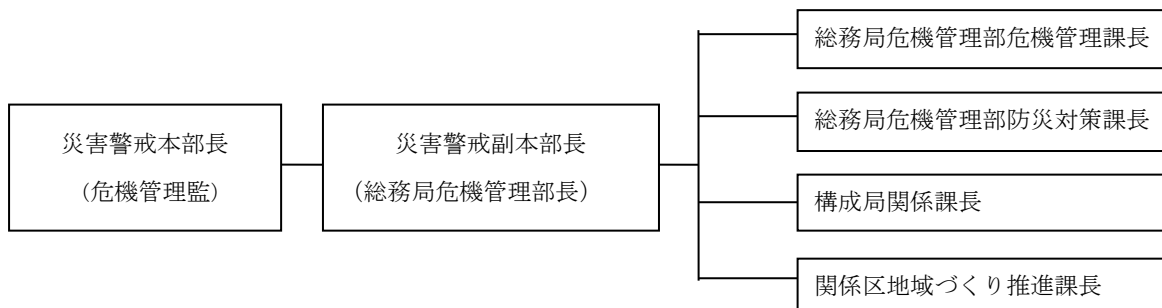 災害警戒本部長
（危機管理監）
災害警戒副本部長
（総務局危機管理部長）
総務局危機管理部危機管理課長
総務局危機管理部防災対策課長
構成局関係課長
関係区地域づくり推進課長